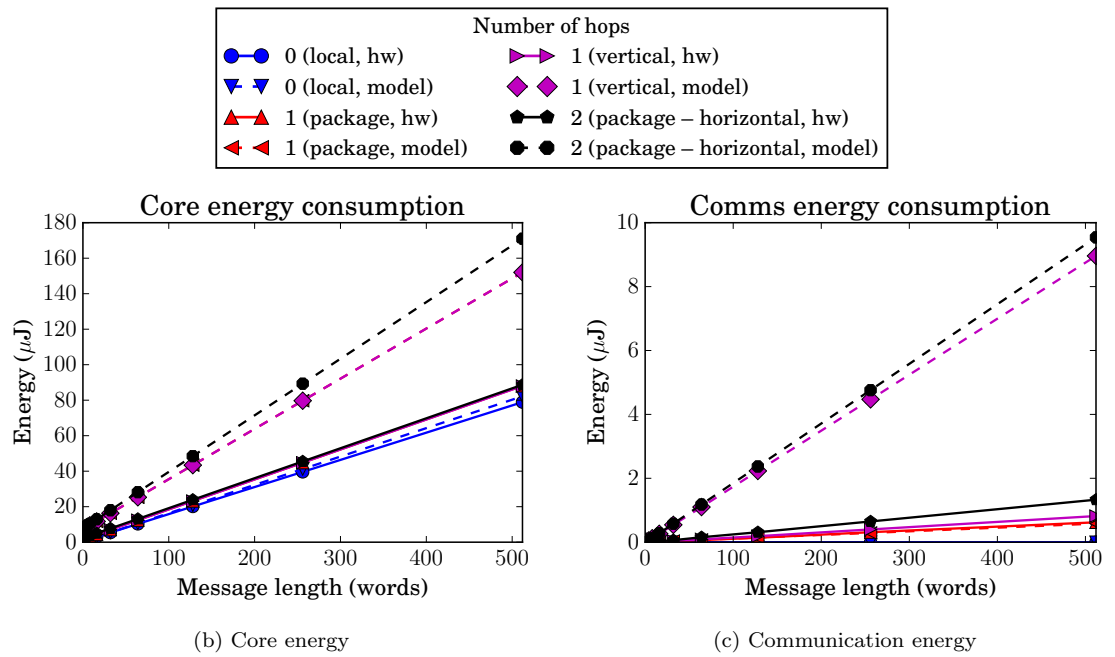 Number of hops
0 (local, hw)
0 (local, model)
1 (package, hw)
1 (package, model)
1 (vertical, hw)
1 (vertical, model)
2 (package – horizontal, hw)
2 (package – horizontal, model)
Core energy consumption
180
160
140
120
100
80
60
40
20
0
Energy (μJ)
0 100 200 300 400 500
Message length (words)
(b) Core energy
Comms energy consumption
10
8
6
4
2
0
Energy (μJ)
0 100 200 300 400 500
Message length (words)
(c) Communication energy